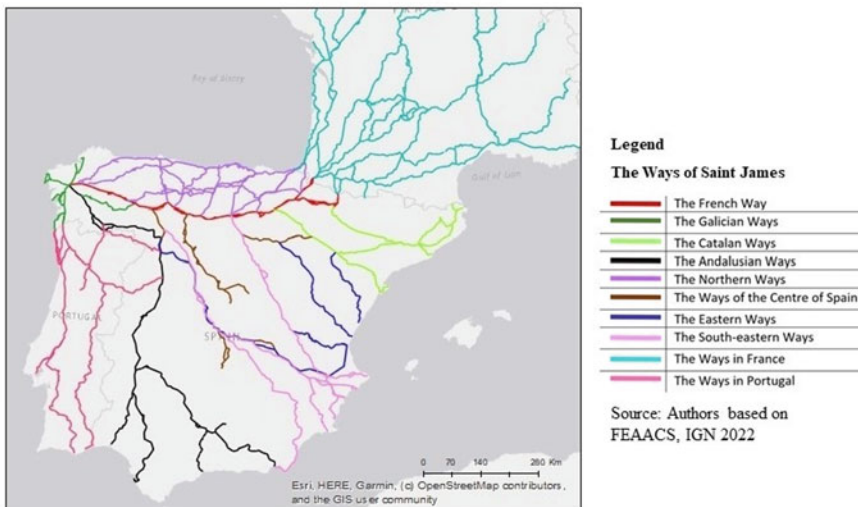 Bay of Biscay
Gulf of Lion
PORTUGAL
SPAIN
0 70 140 280 Km
Esri, HERE, Garmin, (c) OpenStreetMap contributors,
and the GIS user community
Legend
The Ways of Saint James
The French Way
The Galician Ways
The Catalan Ways
The Andalusian Ways
The Northern Ways
The Ways of the Centre of Spain
The Eastern Ways
The South-eastern Ways
The Ways in France
The Ways in Portugal
Source: Authors based on
FEAACS, IGN 2022